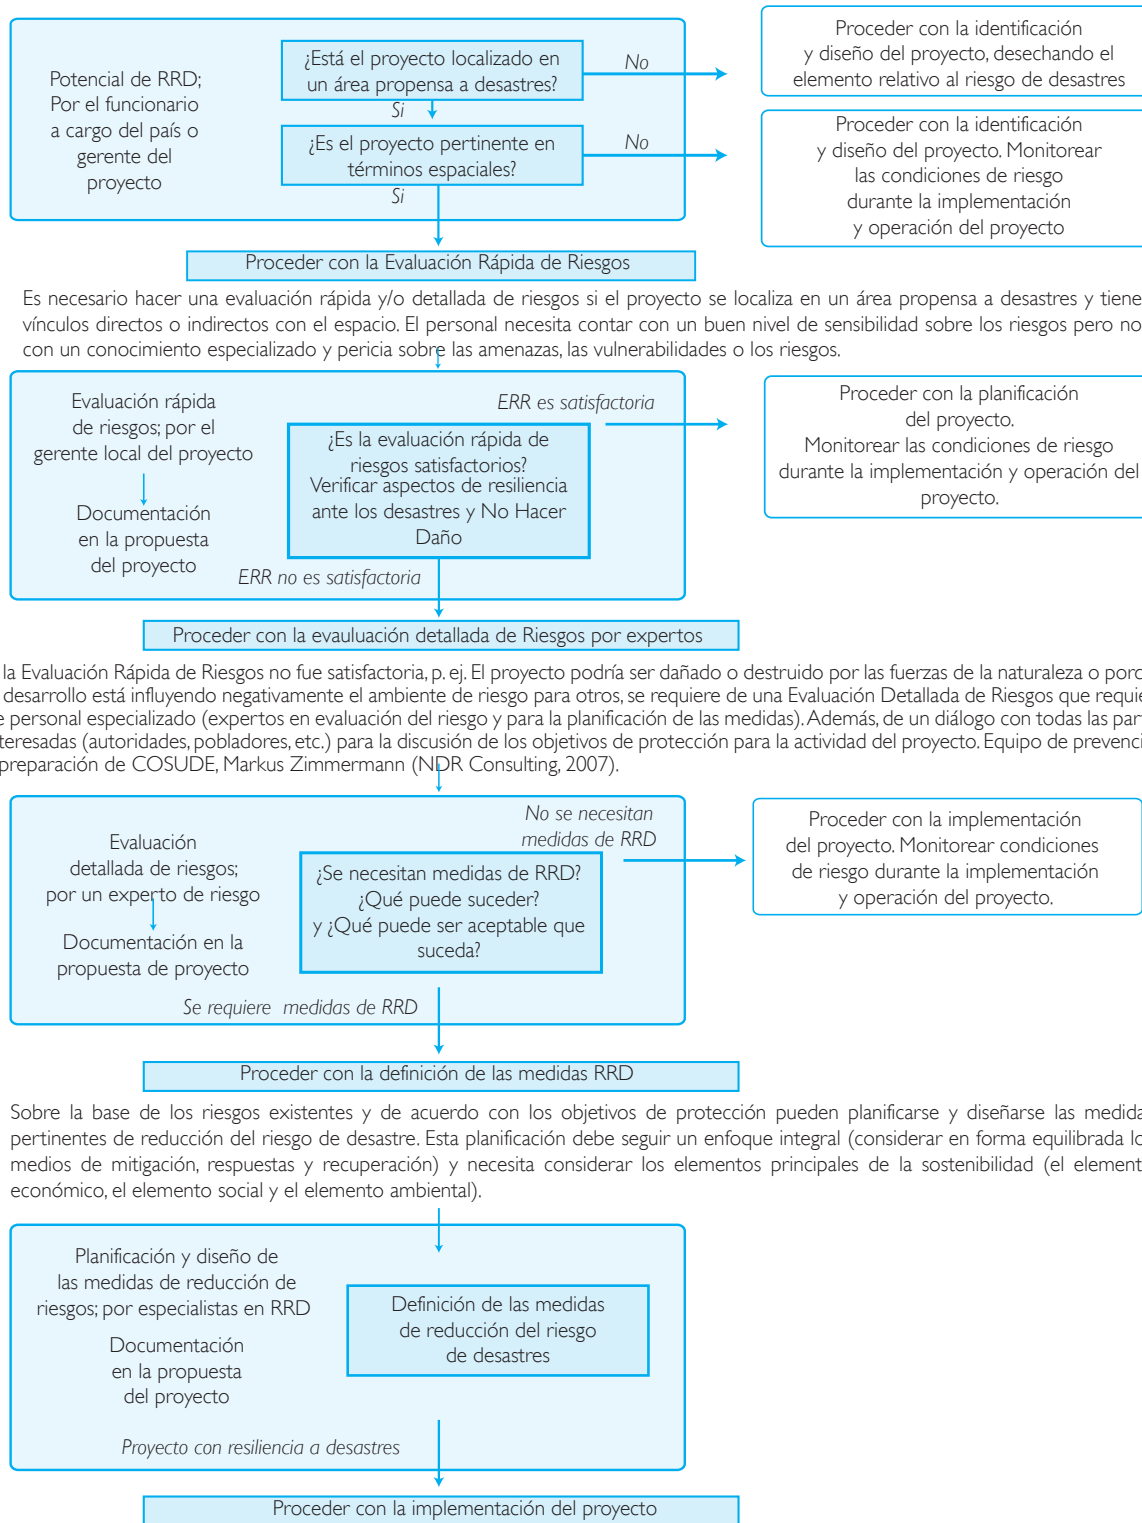 Potencial de RRD;
Por el funcionario
a cargo del país o
gerente del
proyecto
¿Está el proyecto localizado en
un área propensa a desastres?
No
Proceder con la identificación
y diseño del proyecto, desechando el
elemento relativo al riesgo de desastres
Si
¿Es el proyecto pertinente en
términos espaciales?
No
Proceder con la identificación
y diseño del proyecto. Monitorear
las condiciones de riesgo
durante la implementación
y operación del proyecto
Si
Proceder con la Evaluación Rápida de Riesgos
Es necesario hacer una evaluación rápida y/o detallada de riesgos si el proyecto se localiza en un área propensa a desastres y tiene
vínculos directos o indirectos con el espacio. El personal necesita contar con un buen nivel de sensibilidad sobre los riesgos pero no
con un conocimiento especializado y pericia sobre las amenazas, las vulnerabilidades o los riesgos.
Evaluación rápida
de riesgos; por el
gerente local del proyecto
Documentación
en la propuesta
del proyecto
ERR es satisfactoria
¿Es la evaluación rápida de
riesgos satisfactorios?
Verificar aspectos de resiliencia
ante los desastres y No Hacer
Daño
ERR no es satisfactoria
Proceder con la planificación
del proyecto.
Monitorear las condiciones de riesgo
durante la implementación y operación del
proyecto.
Proceder con la evauluación detallada de Riesgos por expertos
la Evaluación Rápida de Riesgos no fue satisfactoria, p. ej. El proyecto podría ser dañado o destruido por las fuerzas de la naturaleza o porq
desarrollo está influyendo negativamente el ambiente de riesgo para otros, se requiere de una Evaluación Detallada de Riesgos que requie
e personal especializado (expertos en evaluación del riesgo y para la planificación de las medidas). Además, de un diálogo con todas las part
teresadas (autoridades, pobladores, etc.) para la discusión de los objetivos de protección para la actividad del proyecto. Equipo de prevenci
preparación de COSUDE, Markus Zimmermann (NDR Consulting, 2007).
Evaluación
detallada de riesgos;
por un experto de riesgo
Documentación en la
propuesta de proyecto
No se necesitan
medidas de RRD
¿Se necesitan medidas de RRD?
¿Qué puede suceder?
y ¿Qué puede ser aceptable que
suceda?
Se requiere medidas de RRD
Proceder con la implementación
del proyecto. Monitorear condiciones
de riesgo durante la implementación
y operación del proyecto.
Proceder con la definición de las medidas RRD
Sobre la base de los riesgos existentes y de acuerdo con los objetivos de protección pueden planificarse y diseñarse las medida
pertinentes de reducción del riesgo de desastre. Esta planificación debe seguir un enfoque integral (considerar en forma equilibrada lo
medios de mitigación, respuestas y recuperación) y necesita considerar los elementos principales de la sostenibilidad (el element
económico, el elemento social y el elemento ambiental).
Planificación y diseño de
las medidas de reducción de
riesgos; por especialistas en RRD
Documentación
en la propuesta
del proyecto
Definición de las medidas
de reducción del riesgo
de desastres
Proyecto con resiliencia a desastres
Proceder con la implementación del proyecto